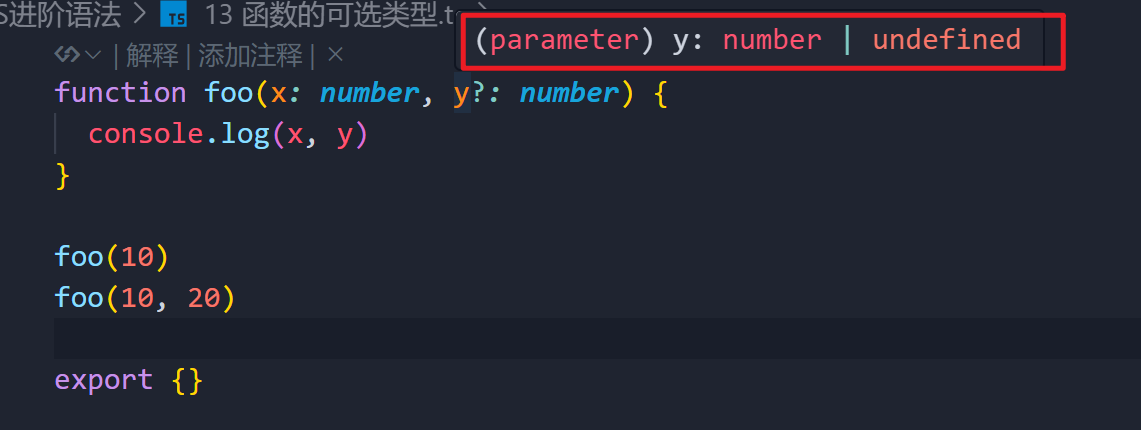 S进阶语法 > TS 13 函数的可选类型.ts
(parameter) y: number | undefined
| 解释 | 添加注释 | ×
function foo(x: number, y?: number) {
console.log(x, y)
}
foo(10)
foo(10, 20)
export {}